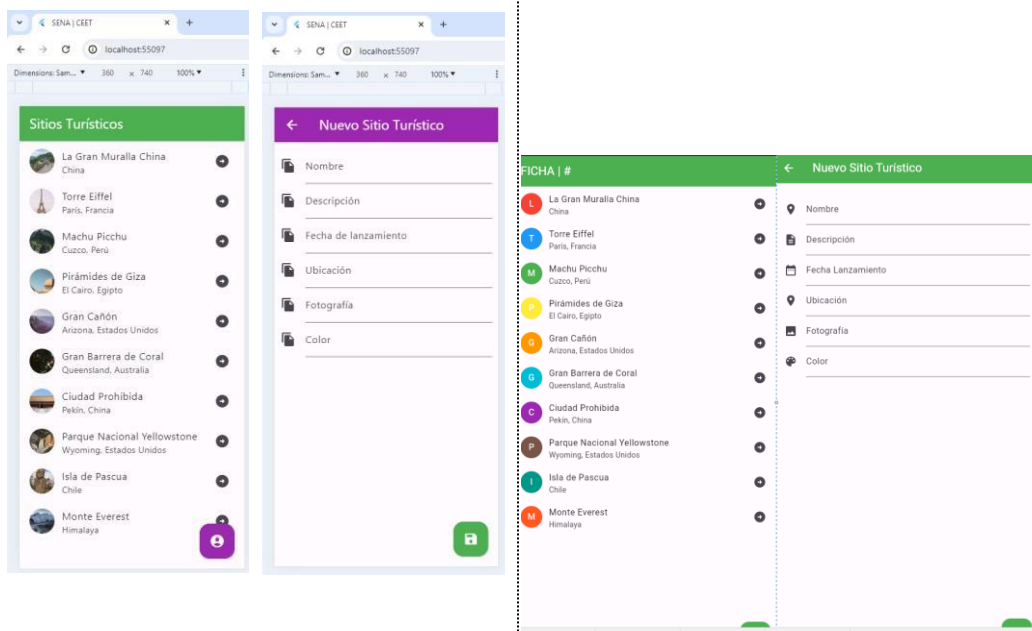 SENA | CEET
localhost:55097
Dimensions: Sam... 360 x 740 100%
Sitios Turísticos
La Gran Muralla China
China
Torre Eiffel
París, Francia
Machu Picchu
Cuzco, Perú
Pirámides de Giza
El Cairo, Egipto
Gran Cañón
Arizona, Estados Unidos
Gran Barrera de Coral
Queensland, Australia
Ciudad Prohibida
Pekín, China
Parque Nacional Yellowstone
Wyoming, Estados Unidos
Isla de Pascua
Chile
Monte Everest
Himalaya
SENA | CEET
localhost:55097
Dimensions: Sam... 360 x 740 100%
Nuevo Sitio Turístico
Nombre
Descripción
Fecha de lanzamiento
Ubicación
Fotografía
Color
FICHA | #
L La Gran Muralla China
China
T Torre Eiffel
París, Francia
M Machu Picchu
Cuzco, Perú
P Pirámides de Giza
El Cairo, Egipto
G Gran Cañón
Arizona, Estados Unidos
G Gran Barrera de Coral
Queensland, Australia
C Ciudad Prohibida
Pekín, China
P Parque Nacional Yellowstone
Wyoming, Estados Unidos
I Isla de Pascua
Chile
M Monte Everest
Himalaya
Nuevo Sitio Turístico
Nombre
Descripción
Fecha Lanzamiento
Ubicación
Fotografía
Color